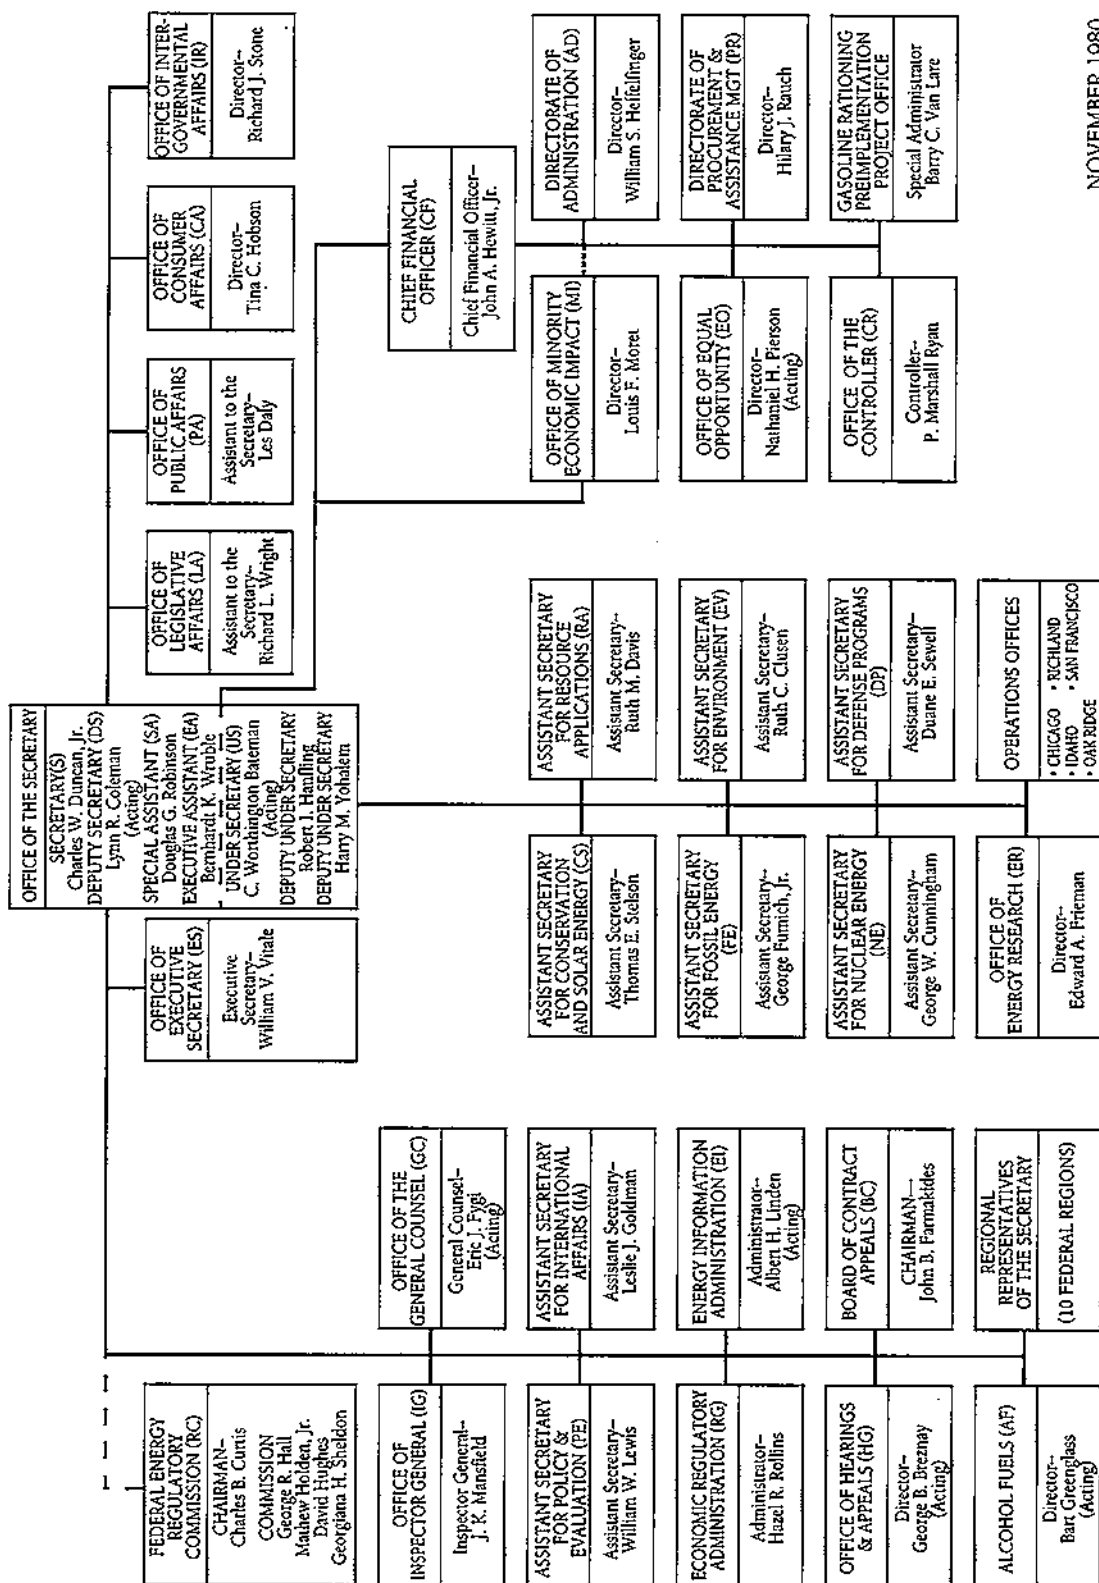 OFFICE OF THE SECRETARY
SECRETARY(S)
Charles W. Duncan, Jr.
DEPUTY SECRETARY (DS)
Lynn R. Coleman
(Acting)
SPECIAL ASSISTANT (SA)
Douglas G. Robinson
EXECUTIVE ASSISTANT (EA)
Bernhardt K. Wruble
UNDER SECRETARY (US)
C. Worthington Bateman
(Acting)
DEPUTY UNDER SECRETARY
Robert J. Hanfling
DEPUTY UNDER SECRETARY
Harry M. Yohalem
FEDERAL ENERGY
REGULATORY
COMMISSION (RC)
CHAIRMAN–
Charles B. Curtis
COMMISSION
George R. Hall
Mathew Holden, Jr.
David Hughes
Georgiana H. Sheldon
OFFICE OF
EXECUTIVE
SECRETARY (ES)
Executive
Secretary–
William V. Vitale
OFFICE OF
LEGISLATIVE
AFFAIRS (LA)
Assistant to the
Secretary–
Richard L. Wright
OFFICE OF
PUBLIC AFFAIRS
(PA)
Assistant to the
Secretary–
Les Daly
OFFICE OF
CONSUMER
AFFAIRS (CA)
Director–
Tina C. Hobson
OFFICE OF INTER-
GOVERNMENTAL
AFFAIRS (IR)
Director–
Richard J. Stone
OFFICE OF
INSPECTOR GENERAL (IG)
Inspector General–
J. K. Mansfield
OFFICE OF THE
GENERAL COUNSEL (GC)
General Counsel–
Eric J. Fygi
(Acting)
CHIEF FINANCIAL
OFFICER (CF)
Chief Financial Officer–
John A. Hewitt, Jr.
ASSISTANT SECRETARY
FOR POLICY &
EVALUATION (PE)
Assistant Secretary–
William W. Lewis
ASSISTANT SECRETARY
FOR INTERNATIONAL
AFFAIRS (IA)
Assistant Secretary–
Leslie J. Goldman
ASSISTANT SECRETARY
FOR CONSERVATION
AND SOLAR ENERGY (CS)
Assistant Secretary–
Thomas E. Stelson
ASSISTANT SECRETARY
FOR RESOURCE
APPLICATIONS (RA)
Assistant Secretary–
Ruth M. Davis
OFFICE OF MINORITY
ECONOMIC IMPACT (MI)
Director–
Louis F. Moret
DIRECTORATE OF
ADMINISTRATION (AD)
Director–
William S. Heffelfinger
ECONOMIC REGULATORY
ADMINISTRATION (RG)
Administrator–
Hazel R. Rollins
ENERGY INFORMATION
ADMINISTRATION (EI)
Administrator–
Albert H. Linden
(Acting)
ASSISTANT SECRETARY
FOR FOSSIL ENERGY
(FE)
Assistant Secretary–
George Fumich, Jr.
ASSISTANT SECRETARY
FOR ENVIRONMENT (EV)
Assistant Secretary–
Ruth C. Clusen
OFFICE OF EQUAL
OPPORTUNITY (EO)
Director–
Nathaniel H. Pierson
(Acting)
DIRECTORATE OF
PROCUREMENT &
ASSISTANCE MGT (PR)
Director–
Hilary J. Rauch
OFFICE OF HEARINGS
& APPEALS (HG)
Director–
George B. Breznay
(Acting)
BOARD OF CONTRACT
APPEALS (BC)
CHAIRMAN–
John B. Farmakides
ASSISTANT SECRETARY
FOR NUCLEAR ENERGY
(NE)
Assistant Secretary–
George W. Cunningham
ASSISTANT SECRETARY
FOR DEFENSE PROGRAMS
(DP)
Assistant Secretary–
Duane E. Sewell
OFFICE OF THE
CONTROLLER (CR)
Controller–
P. Marshall Ryan
GASOLINE RATIONING
PREIMPLEMENTATION
PROJECT OFFICE
Special Administrator
Barry C. Van Lare
ALCOHOL FUELS (AF)
Director–
Bart Greenglass
(Acting)
REGIONAL
REPRESENTATIVES
OF THE SECRETARY
(10 FEDERAL REGIONS)
OFFICE OF
ENERGY RESEARCH (ER)
Director–
Edward A. Frieman
OPERATIONS OFFICES
• CHICAGO • RICHLAND
• IDAHO • SAN FRANCISCO
• OAK RIDGE
NOVEMBER 1980